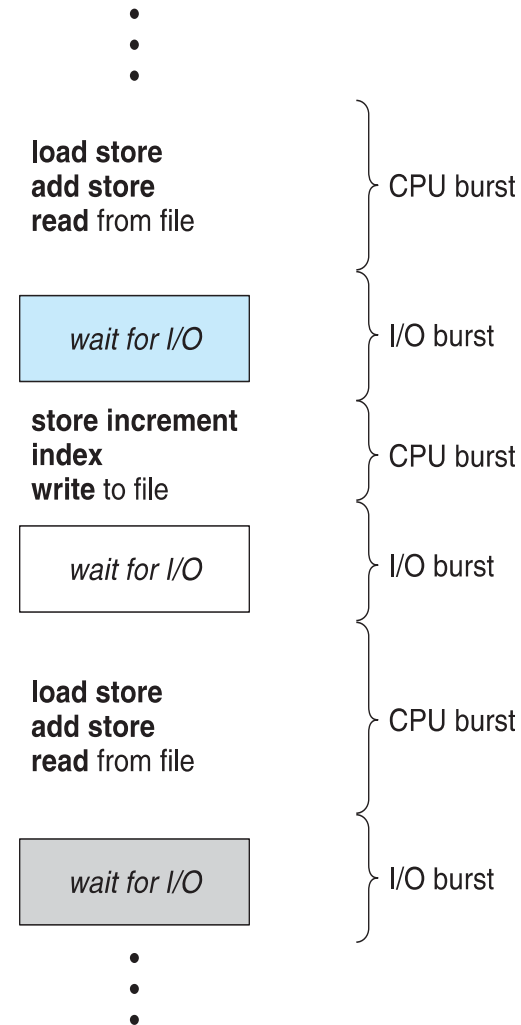 load store
add store
read from file
CPU burst
wait for I/O
I/O burst
store increment
index
write to file
CPU burst
wait for I/O
I/O burst
load store
add store
read from file
CPU burst
wait for I/O
I/O burst